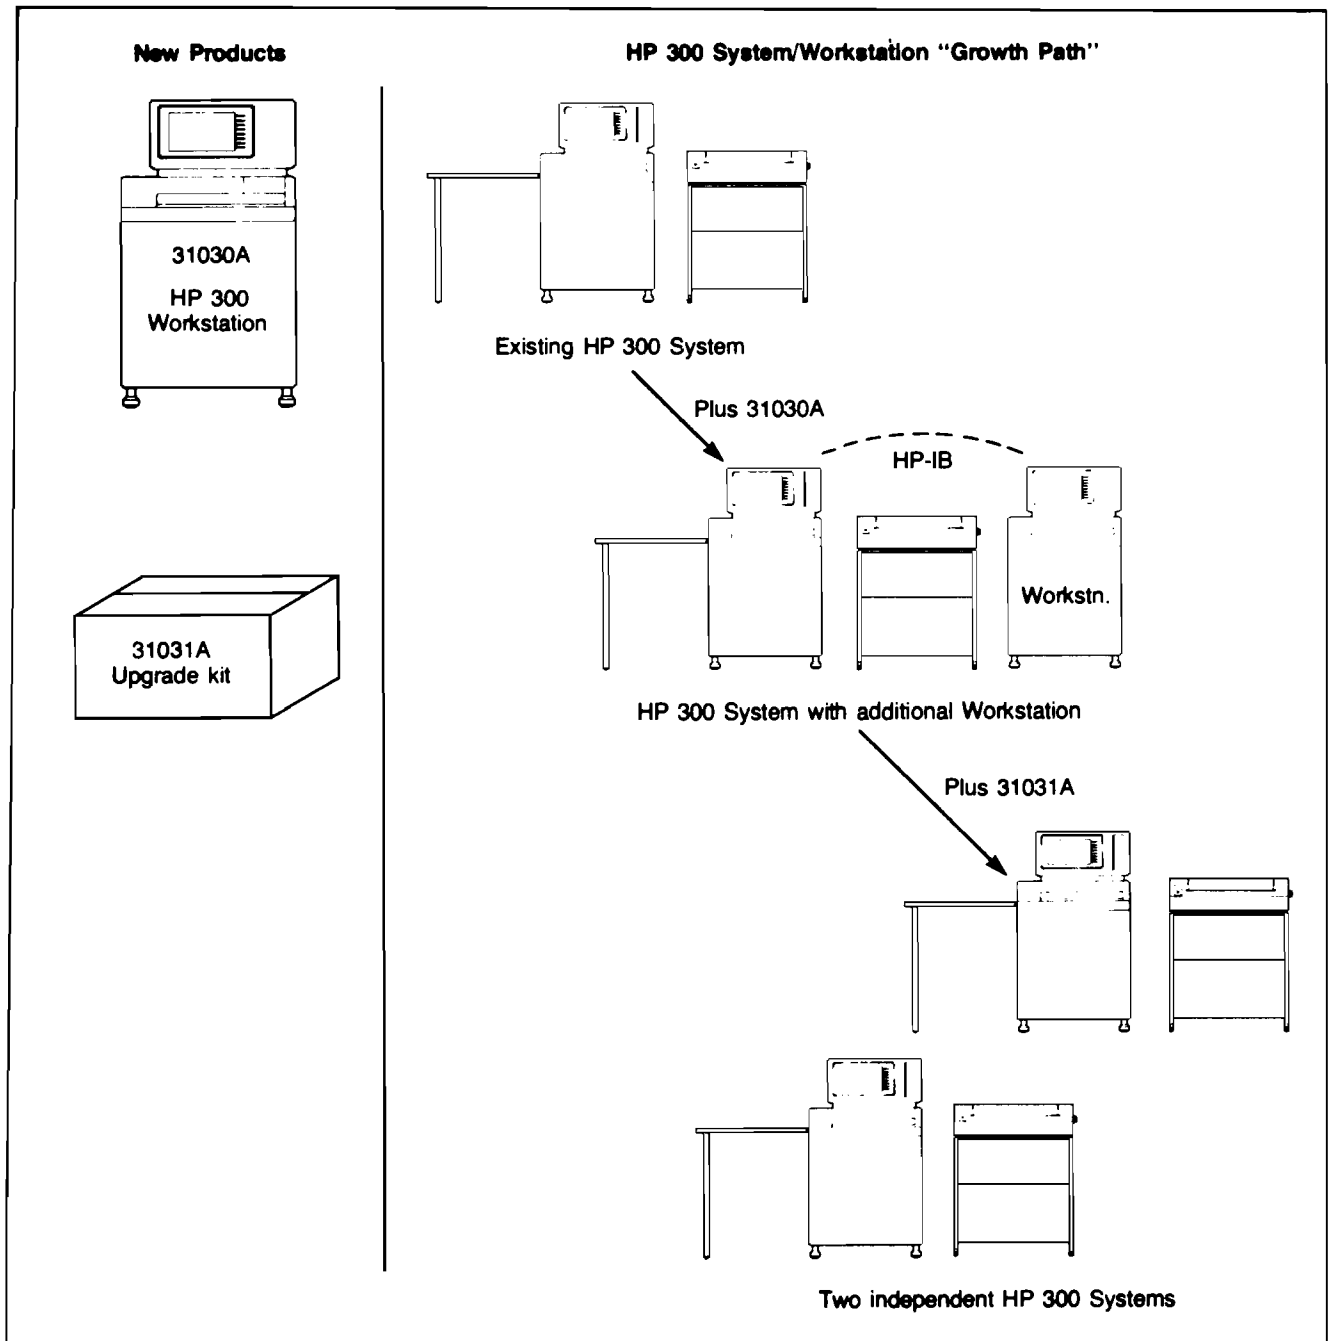 New Products
HP 300 System/Workstation "Growth Path"
31030A
HP 300
Workstation
Existing HP 300 System
Plus 31030A
HP-IB
Workstn.
HP 300 System with additional Workstation
31031A
Upgrade kit
Plus 31031A
Two independent HP 300 Systems